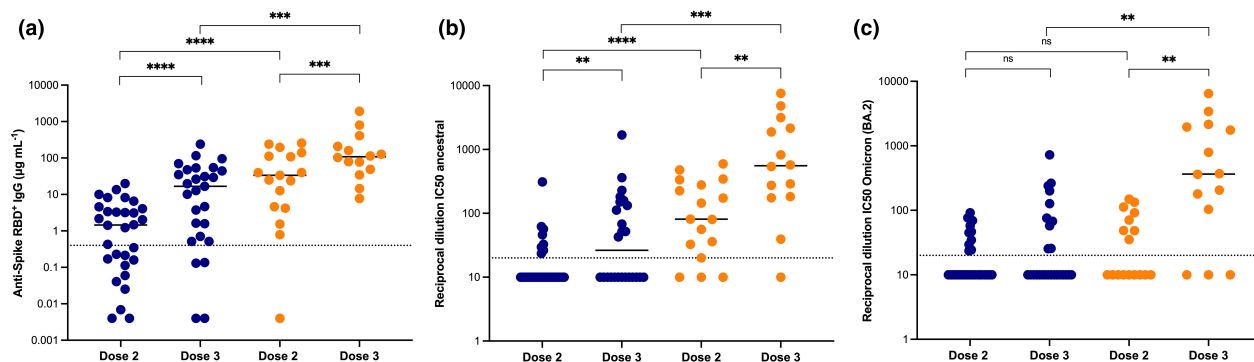 (a)
***
****
****
***
Anti-Spike RBD⁺ IgG (µg mL⁻¹)
10000
1000
100
10
1
0.1
0.01
0.001
Dose 2
Dose 3
Dose 2
Dose 3
(b)
***
****
**
**
Reciprocal dilution IC50 ancestral
10000
1000
100
10
1
Dose 2
Dose 3
Dose 2
Dose 3
(c)
**
ns
ns
**
Reciprocal dilution IC50 Omicron (BA.2)
10000
1000
100
10
1
Dose 2
Dose 3
Dose 2
Dose 3